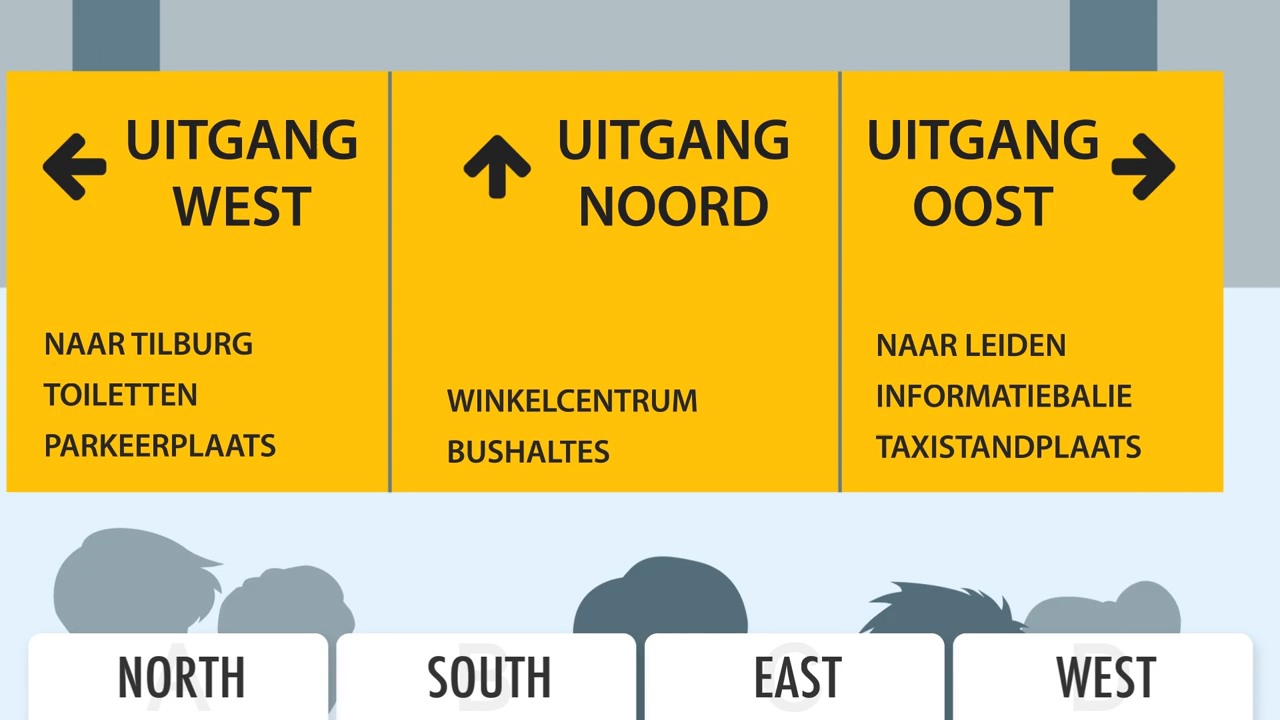 UITGANG
WEST
NAAR TILBURG
TOILETTEN
PARKEERPLAATS
UITGANG
NOORD
WINKELCENTRUM
BUSHALTES
UITGANG
OOST
NAAR LEIDEN
INFORMATIEBALIE
TAXISTANDPLAATS
A NORTH
B SOUTH
C EAST
D WEST